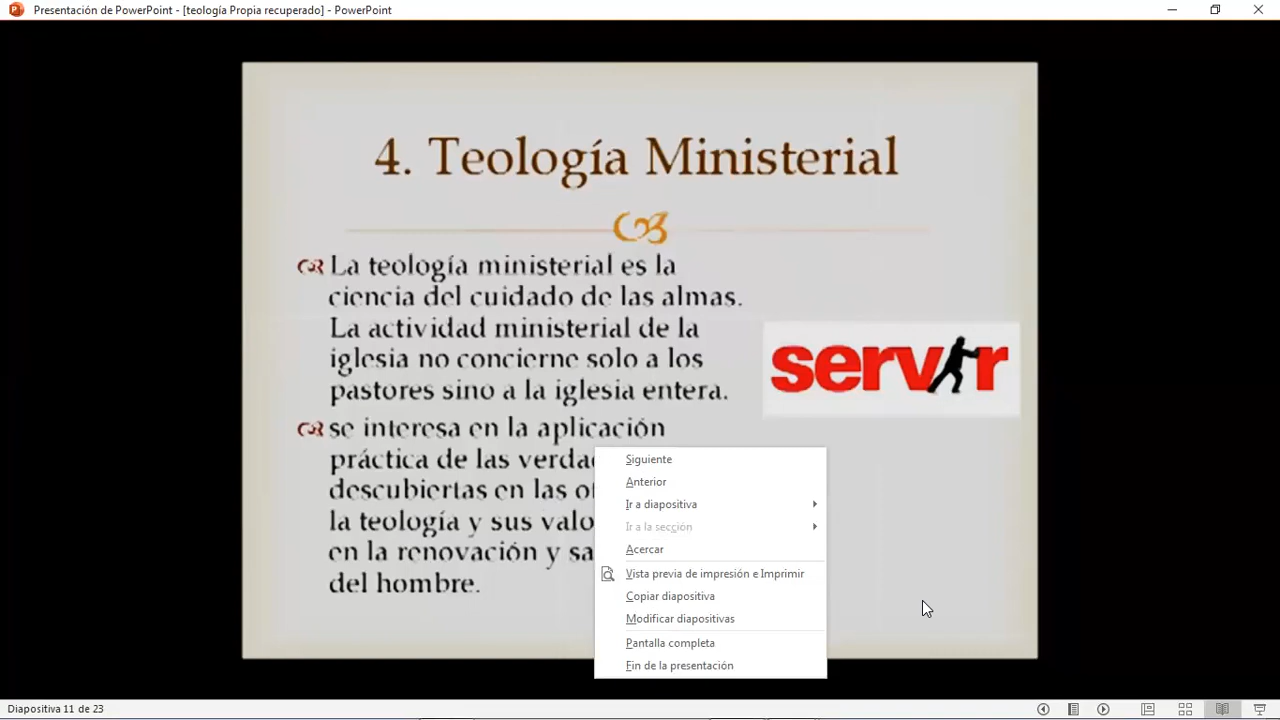 Presentación de PowerPoint - [teología Propia recuperado] - PowerPoint
4. Teología Ministerial
La teología ministerial es la
ciencia del cuidado de las almas.
La actividad ministerial de la
iglesia no concierne solo a los
pastores sino a la iglesia entera.
servir
se interesa en la aplicación
práctica de las
descubiertas en las
la teología y sus
en la renovación y
del hombre.
Siguiente
Anterior
Ir a diapositiva
Ir a la sección
Acercar
Vista previa de impresión e Imprimir
Copiar diapositiva
Modificar diapositivas
Pantalla completa
Fin de la presentación
Diapositiva 11 de 23